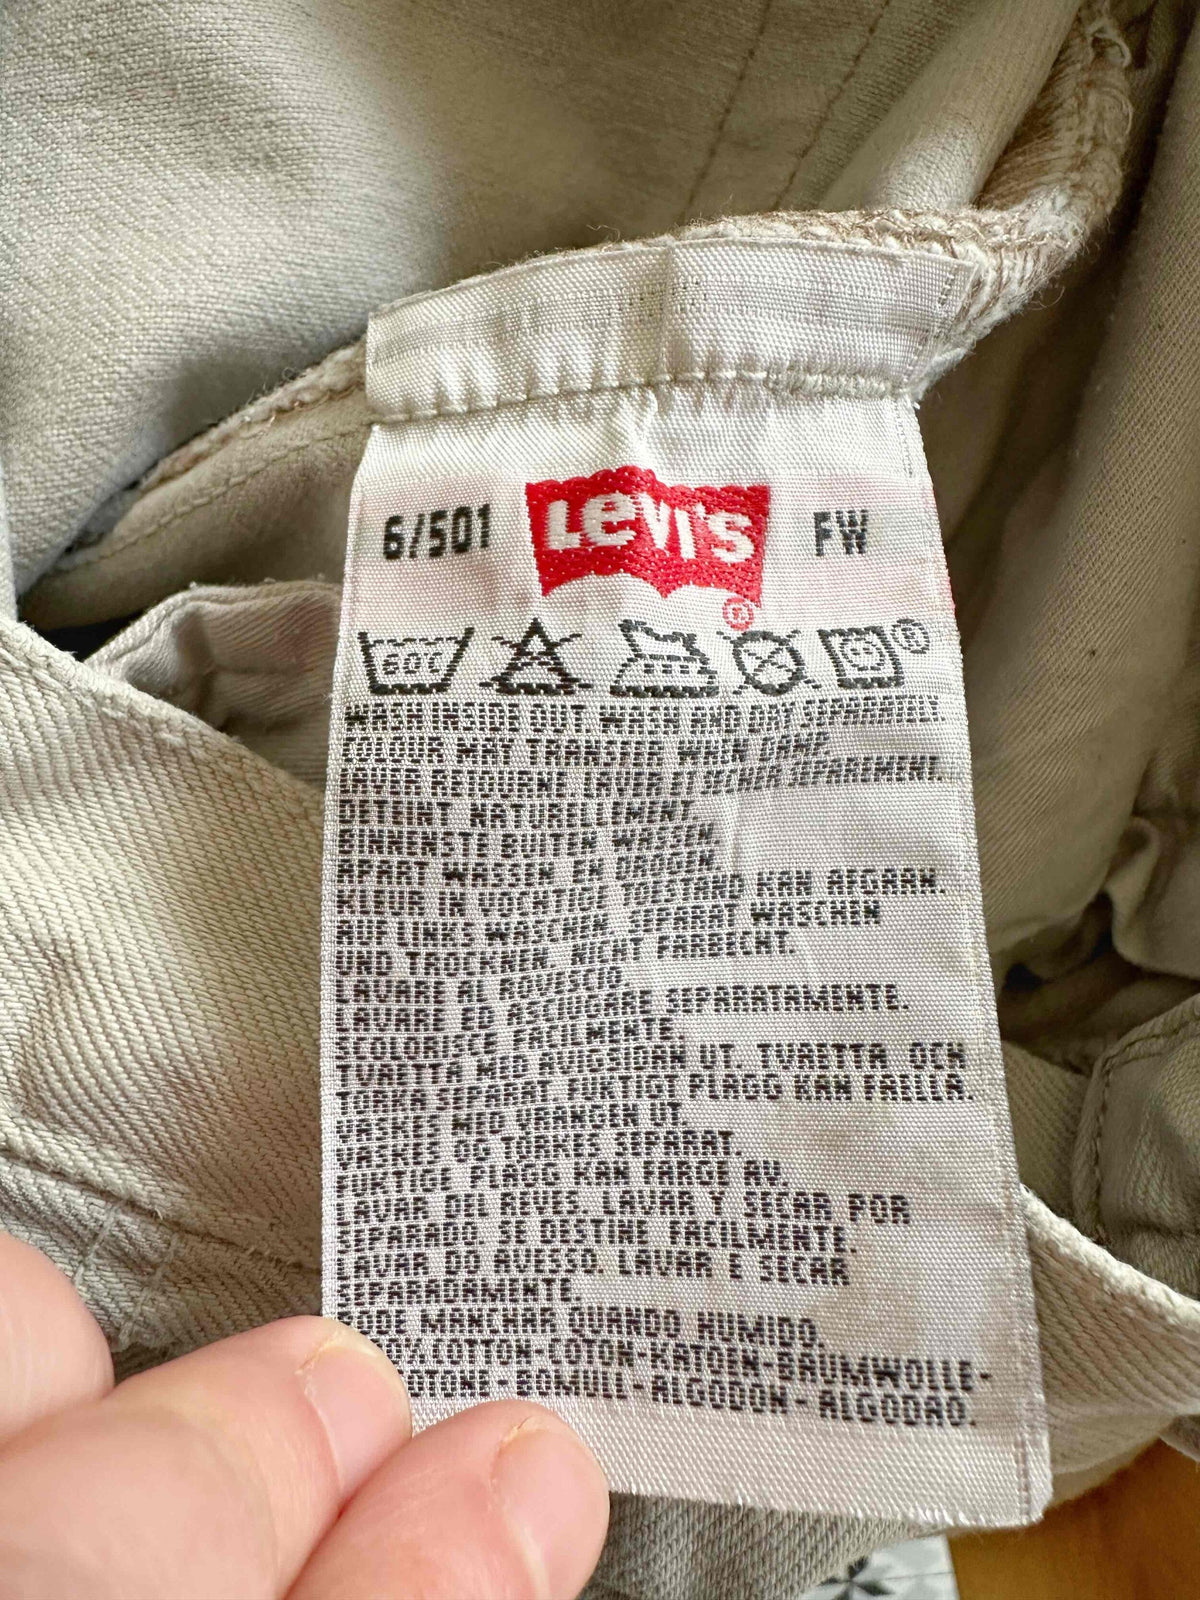 6/501 LEVI'S ® FW
60C ®
WASH INSIDE OUT. WASH AND DRY SEPARATELY.
COLOUR MAY TRANSFER WHEN DAMP.
LAVER RETOURNE. LAVER ET SECHER SEPAREMENT.
DETEINT NATURELLEMENT.
BINNENSTE BUITEN WASSEN.
APART WASSEN EN DROGEN.
KLEUR IN VOCHTIGE TOESTAND KAN AFGAAN.
AUF LINKS WASCHEN. SEPARAT WASCHEN
UND TROCKNEN. NICHT FARBECHT.
LAVARE AL ROVESCIO.
LAVARE ED ASCIUGARE SEPARATAMENTE.
SCOLORISCE FACILMENTE.
TVÄTTA MED AVIGSIDAN UT. TVÄTTA OCH
TORKA SEPARAT. FUKTIGT PLAGG KAN FÄLLA.
VASKES MED VRANGEN UT.
VASKES OG TORKES SEPARAT.
FUKTIGE PLAGG KAN FARGE AV.
LAVAR DEL REVES. LAVAR Y SECAR POR
SEPARADO. SE DESTINE FACILMENTE.
LAVAR DO AVESSO. LAVAR E SECAR
SEPARADAMENTE.
MANCHAR QUANDO HUMIDO.
COTTON-COTON-KATOEN-BAUMWOLLE-
COTONE-BOMULL-ALGODON-ALGODAO.